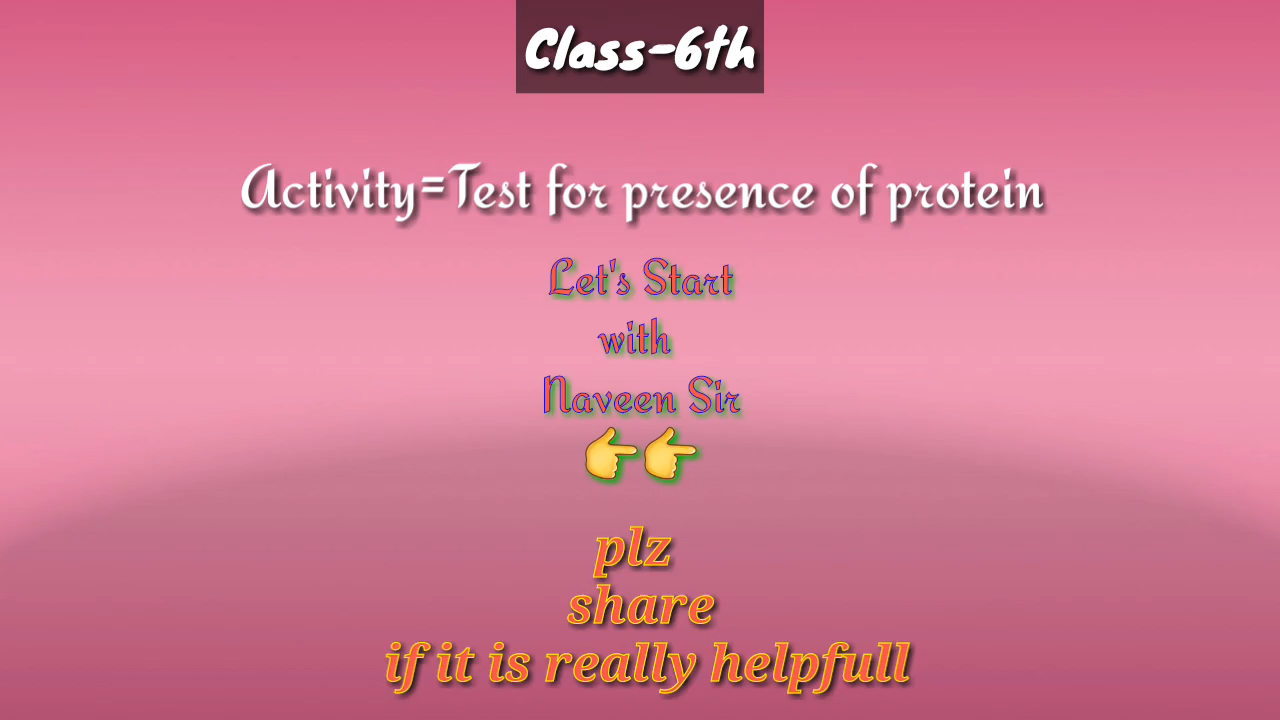 Class-6th
Activity=Test for presence of protein
Let's Start
with
Naveen Sir
👉👉
plz
share
if it is really helpfull